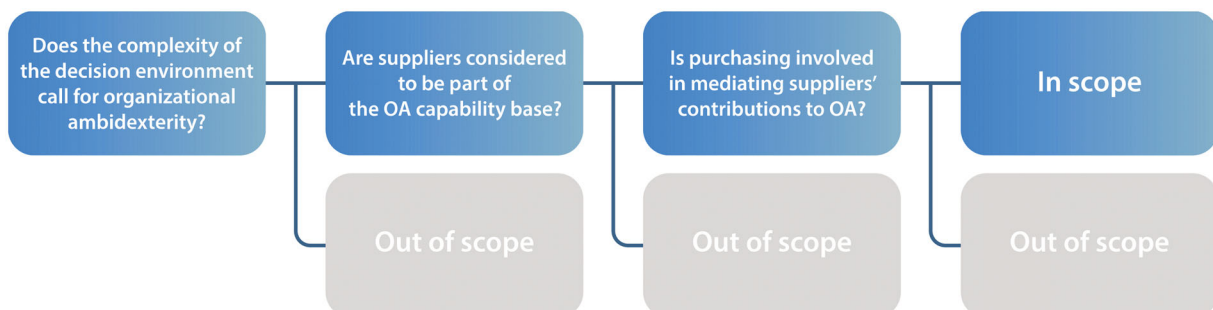 Does the complexity of
the decision environment
call for organizational
ambidexterity?
Are suppliers considered
to be part of
the OA capability base?
Is purchasing involved
in mediating suppliers’
contributions to OA?
In scope
Out of scope
Out of scope
Out of scope